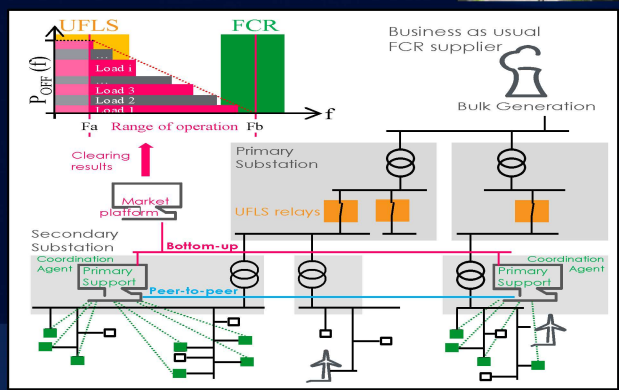 UFLS
FCR
P_OFF (f)
...
Load i
...
Load 3
Load 2
Load 1
f
Fa Range of operation Fb
Business as usual
FCR supplier
Bulk Generation
Clearing
results
Market
platform
Primary
Substation
UFLS relays
Secondary
Substation
Bottom-up
Coordination
Agent
Primary
Support
Peer-to-peer
Coordination
Agent
Primary
Support